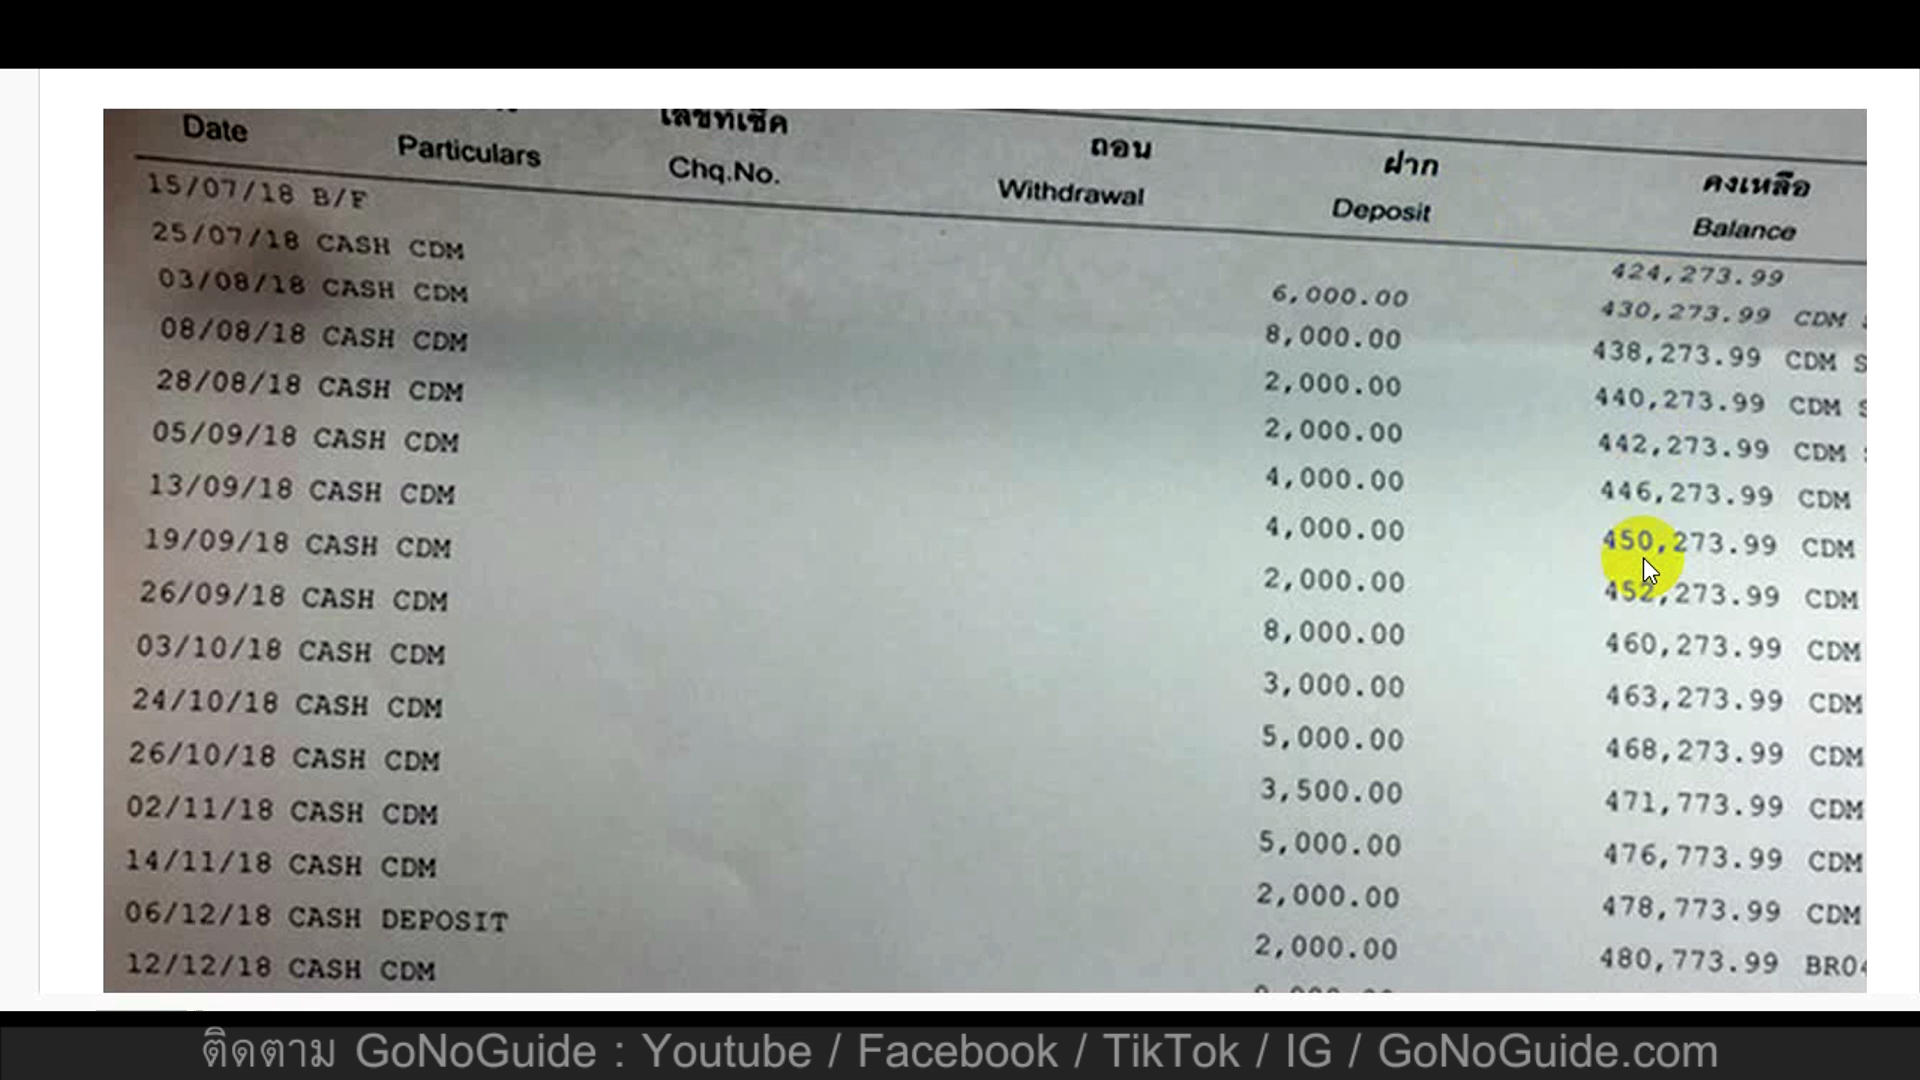 เลขที่เช็ค ถอน ฝาก คงเหลือ
Date Particulars Chq.No. Withdrawal Deposit Balance
15/07/18 B/F 424,273.99
25/07/18 CASH CDM 6,000.00 430,273.99 CDM
03/08/18 CASH CDM 8,000.00 438,273.99 CDM S
08/08/18 CASH CDM 2,000.00 440,273.99 CDM S
28/08/18 CASH CDM 2,000.00 442,273.99 CDM
05/09/18 CASH CDM 4,000.00 446,273.99 CDM
13/09/18 CASH CDM 4,000.00 450,273.99 CDM
19/09/18 CASH CDM 2,000.00 452,273.99 CDM
26/09/18 CASH CDM 8,000.00 460,273.99 CDM
03/10/18 CASH CDM 3,000.00 463,273.99 CDM
24/10/18 CASH CDM 5,000.00 468,273.99 CDM
26/10/18 CASH CDM 3,500.00 471,773.99 CDM
02/11/18 CASH CDM 5,000.00 476,773.99 CDM
14/11/18 CASH CDM 2,000.00 478,773.99 CDM
06/12/18 CASH DEPOSIT 2,000.00 480,773.99 BR04
12/12/18 CASH CDM
ติดตาม GoNoGuide : Youtube / Facebook / TikTok / IG / GoNoGuide.com